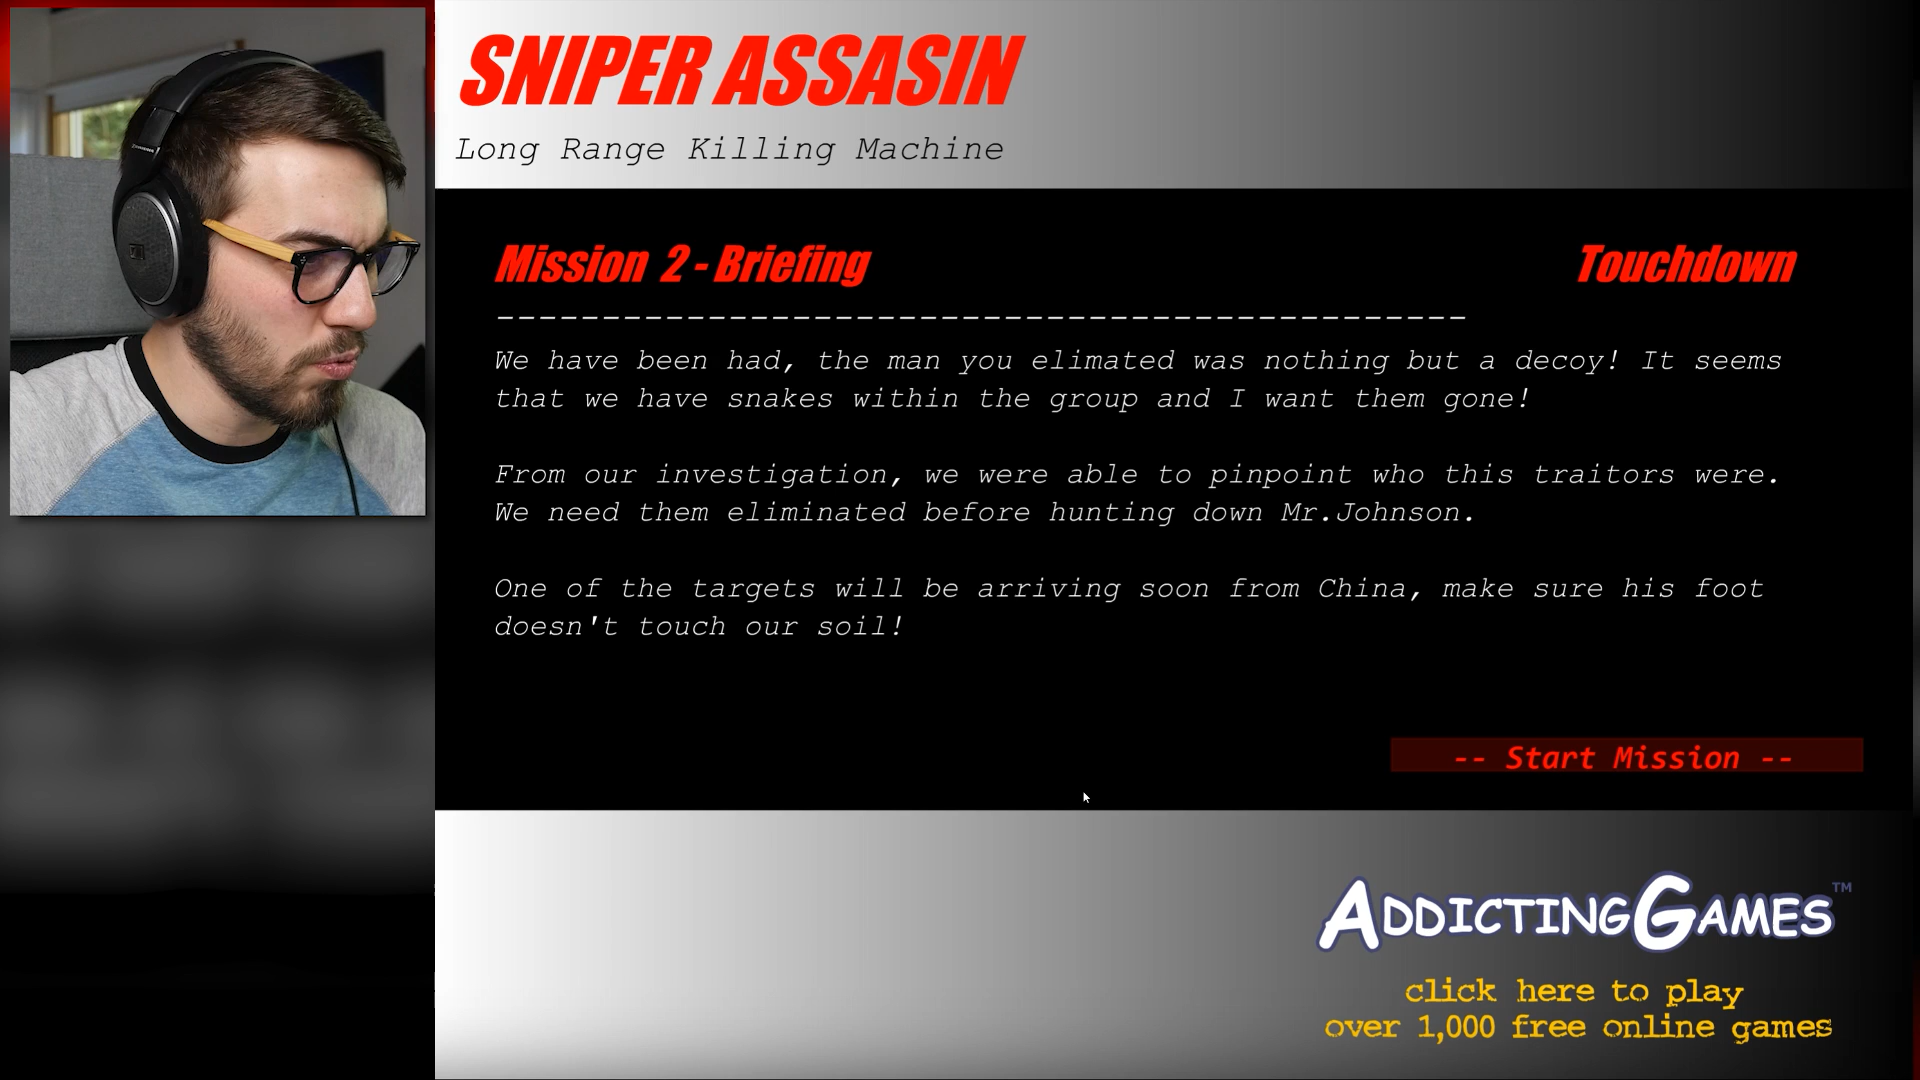 SNIPER ASSASIN
Long Range Killing Machine
Mission 2 - Briefing
Touchdown
-----------------------------------------------
We have been had, the man you elimated was nothing but a decoy! It seems
that we have snakes within the group and I want them gone!
From our investigation, we were able to pinpoint who this traitors were.
We need them eliminated before hunting down Mr.Johnson.
One of the targets will be arriving soon from China, make sure his foot
doesn't touch our soil!
-- Start Mission --
ADDICTINGGAMES™
click here to play
over 1,000 free online games